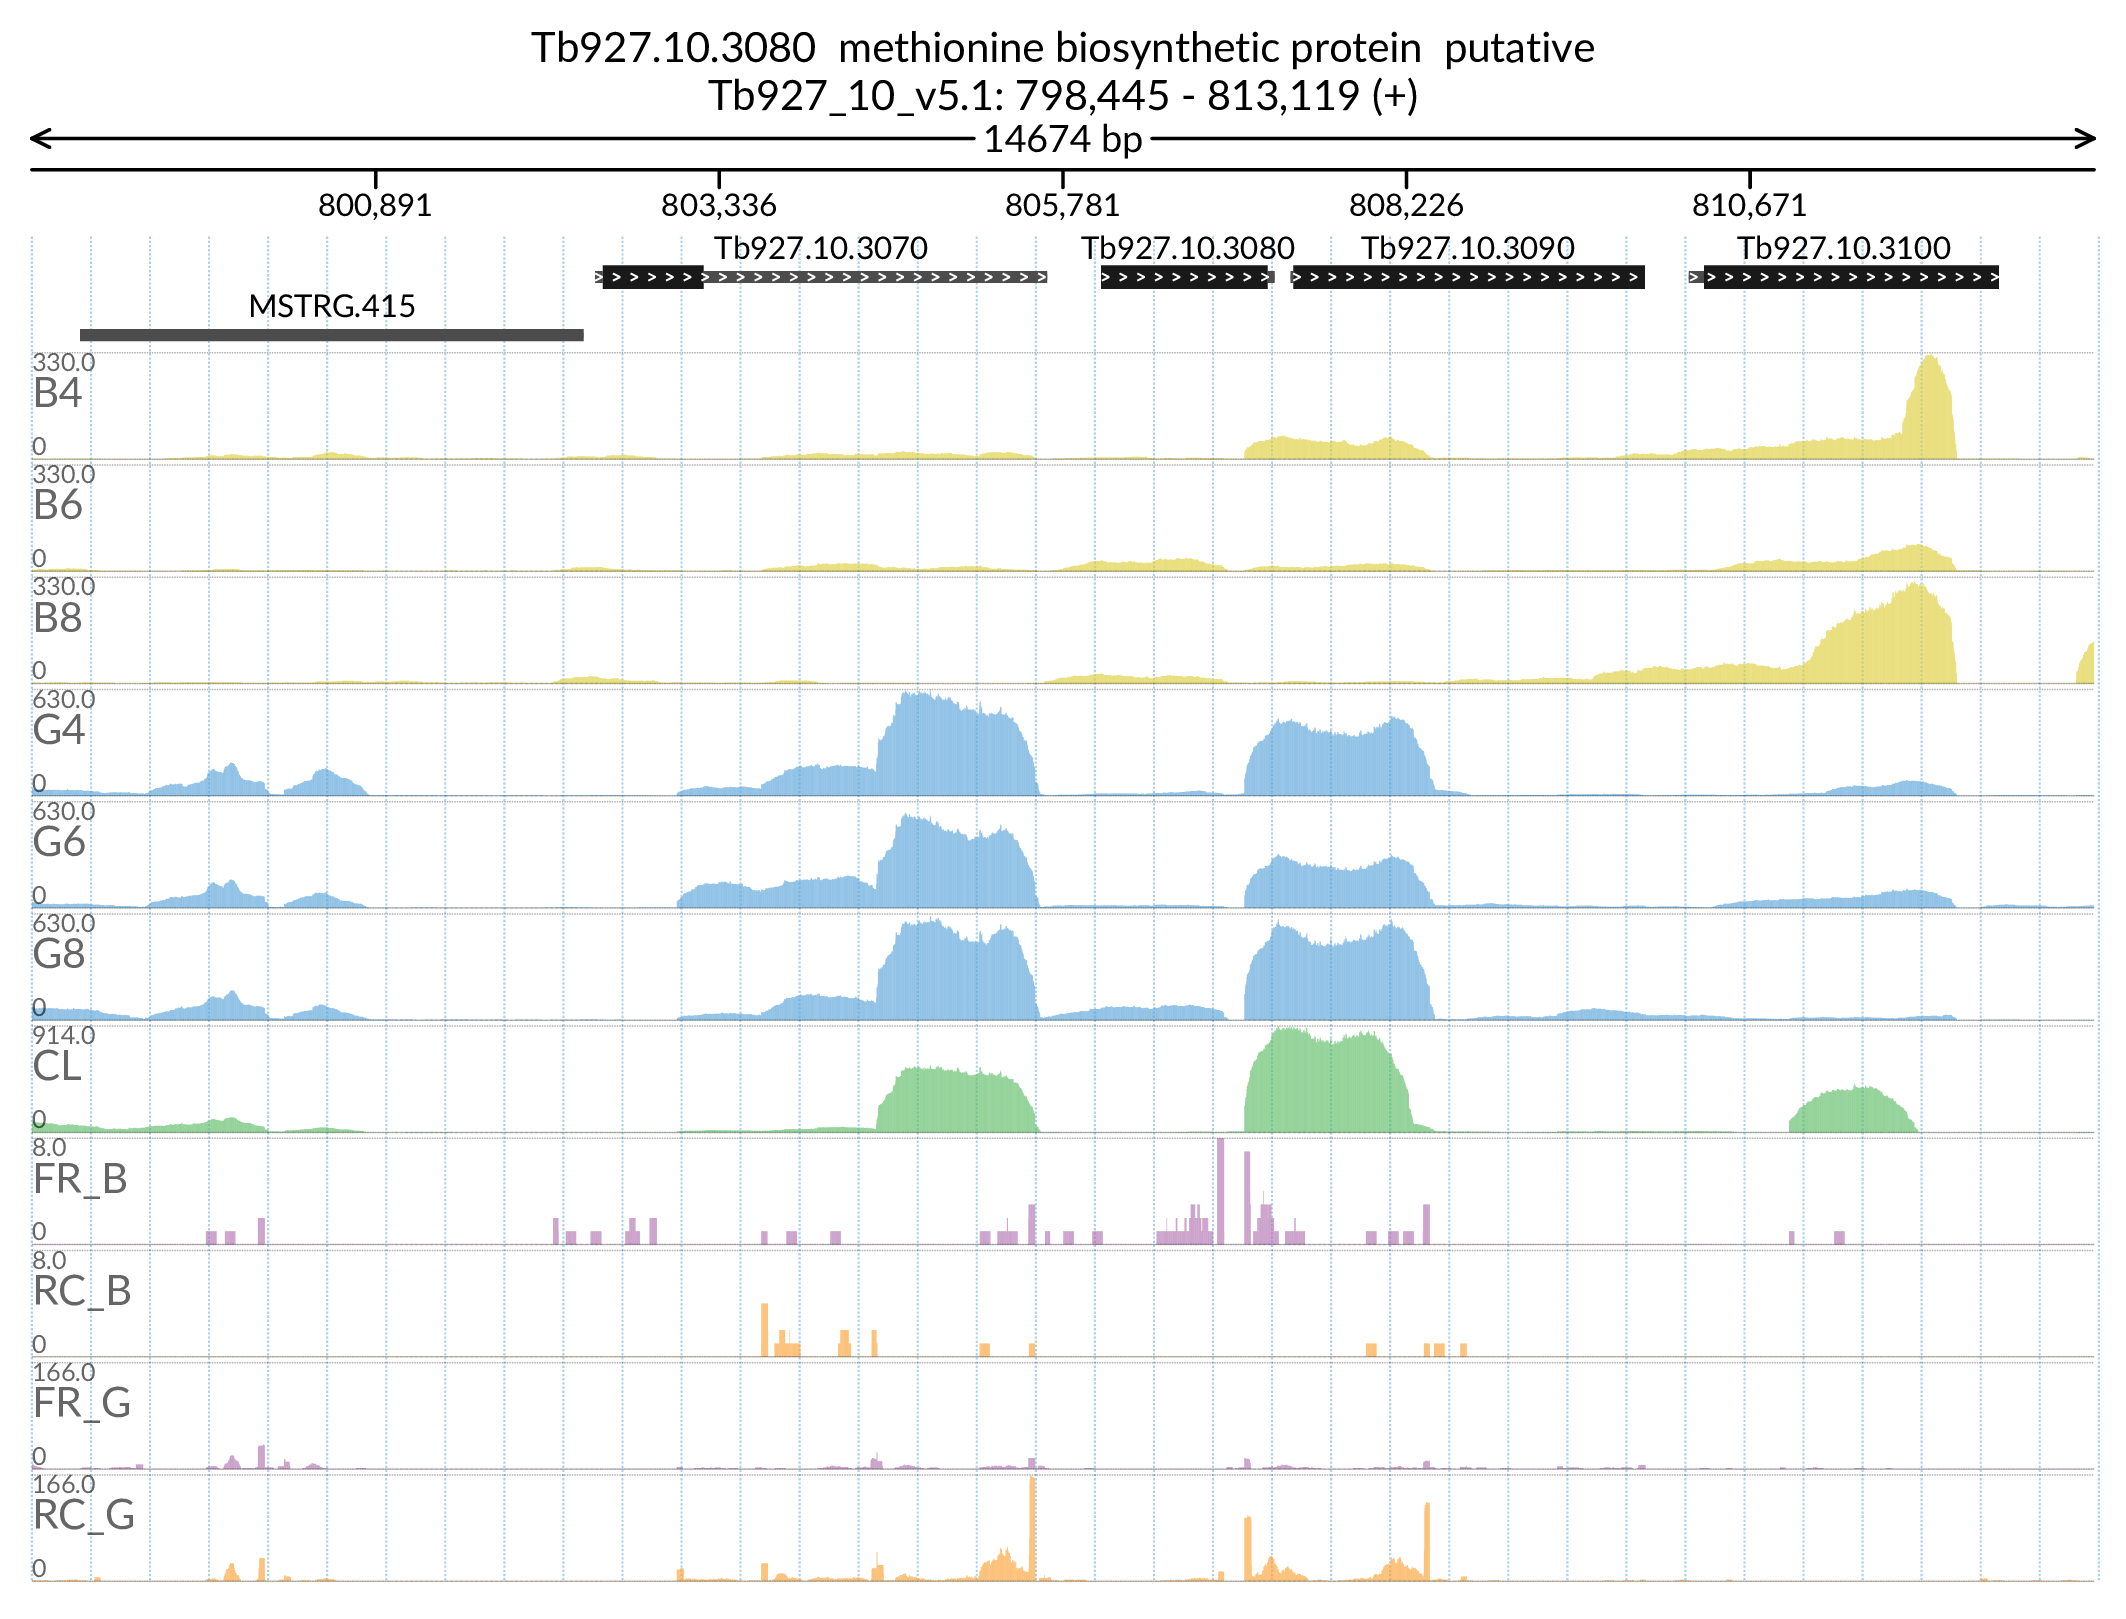 Tb927.10.3080  methionine biosynthetic protein  putative
Tb927_10_v5.1: 798,445 - 813,119 (+)
14674 bp
800,891 803,336 805,781 808,226 810,671
Tb927.10.3070 Tb927.10.3080 Tb927.10.3090 Tb927.10.3100
MSTRG.415
330.0
B4
0
330.0
B6
0
330.0
B8
0
630.0
G4
0
630.0
G6
0
630.0
G8
0
914.0
CL
0
8.0
FR_B
0
8.0
RC_B
0
166.0
FR_G
0
166.0
RC_G
0